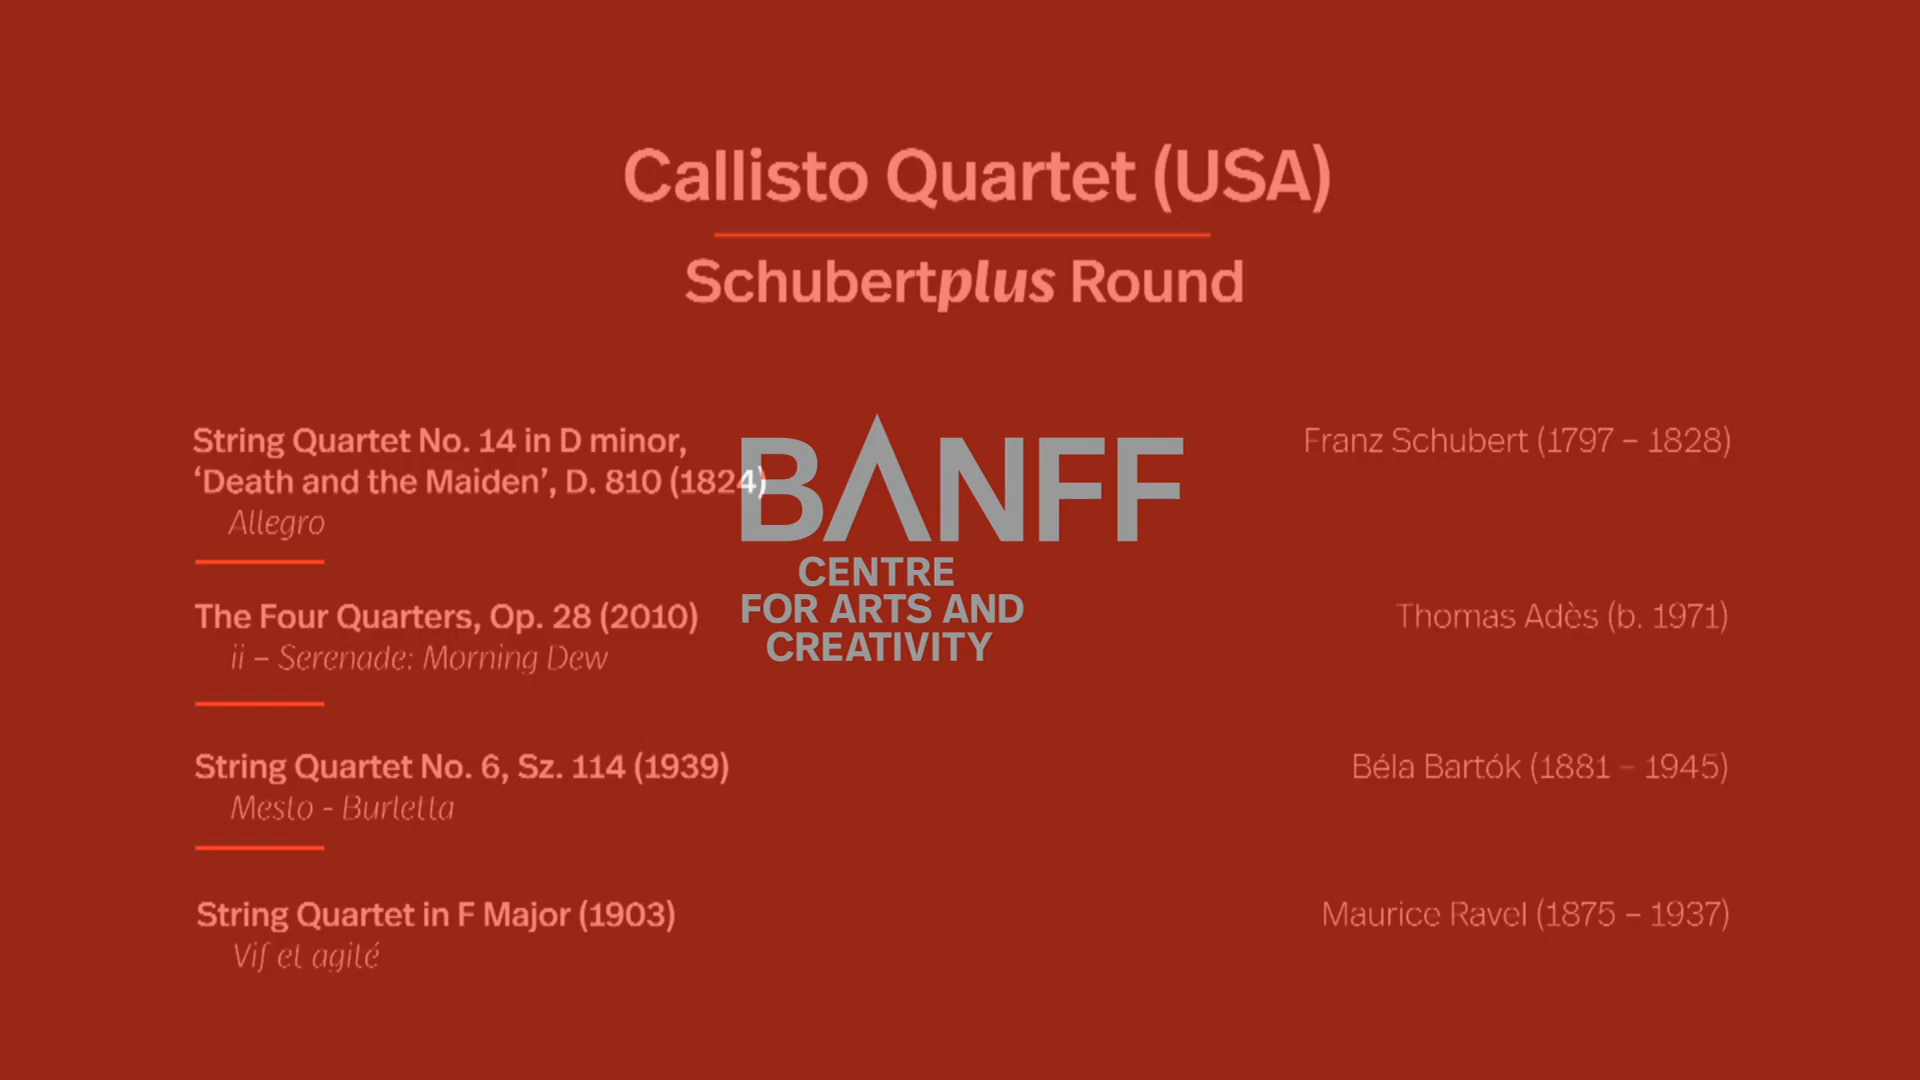 Callisto Quartet (USA)
Schubertplus Round
String Quartet No. 14 in D minor,
‘Death and the Maiden’, D. 810 (1824)
Allegro
Franz Schubert (1797 – 1828)
BANFF
CENTRE
FOR ARTS AND
CREATIVITY
The Four Quarters, Op. 28 (2010)
ii – Serenade: Morning Dew
Thomas Adès (b. 1971)
String Quartet No. 6, Sz. 114 (1939)
Mesto - Burletta
Béla Bartók (1881 – 1945)
String Quartet in F Major (1903)
Vif et agité
Maurice Ravel (1875 – 1937)